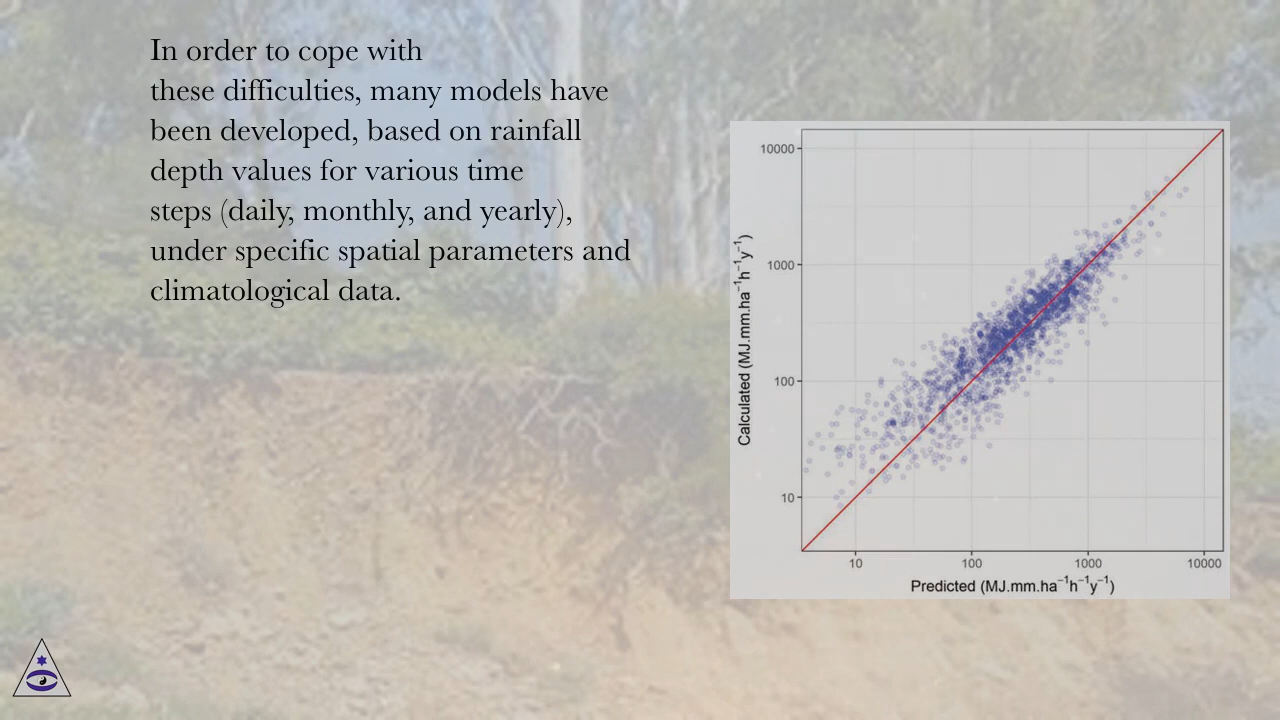 In order to cope with
these difficulties, many models have
been developed, based on rainfall
depth values for various time
steps (daily, monthly, and yearly),
under specific spatial parameters and
climatological data.
Calculated (MJ.mm.ha⁻¹h⁻¹y⁻¹)
10000
1000
100
10
10 100 1000 10000
Predicted (MJ.mm.ha⁻¹h⁻¹y⁻¹)